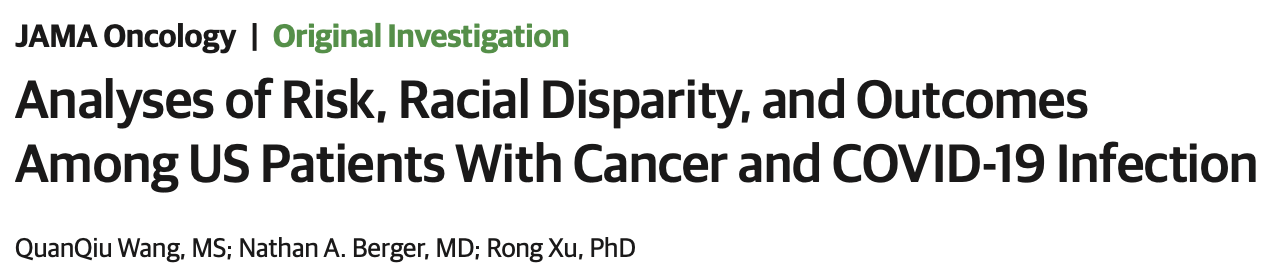 JAMA Oncology | Original Investigation
Analyses of Risk, Racial Disparity, and Outcomes
Among US Patients With Cancer and COVID-19 Infection
QuanQiu Wang, MS; Nathan A. Berger, MD; Rong Xu, PhD